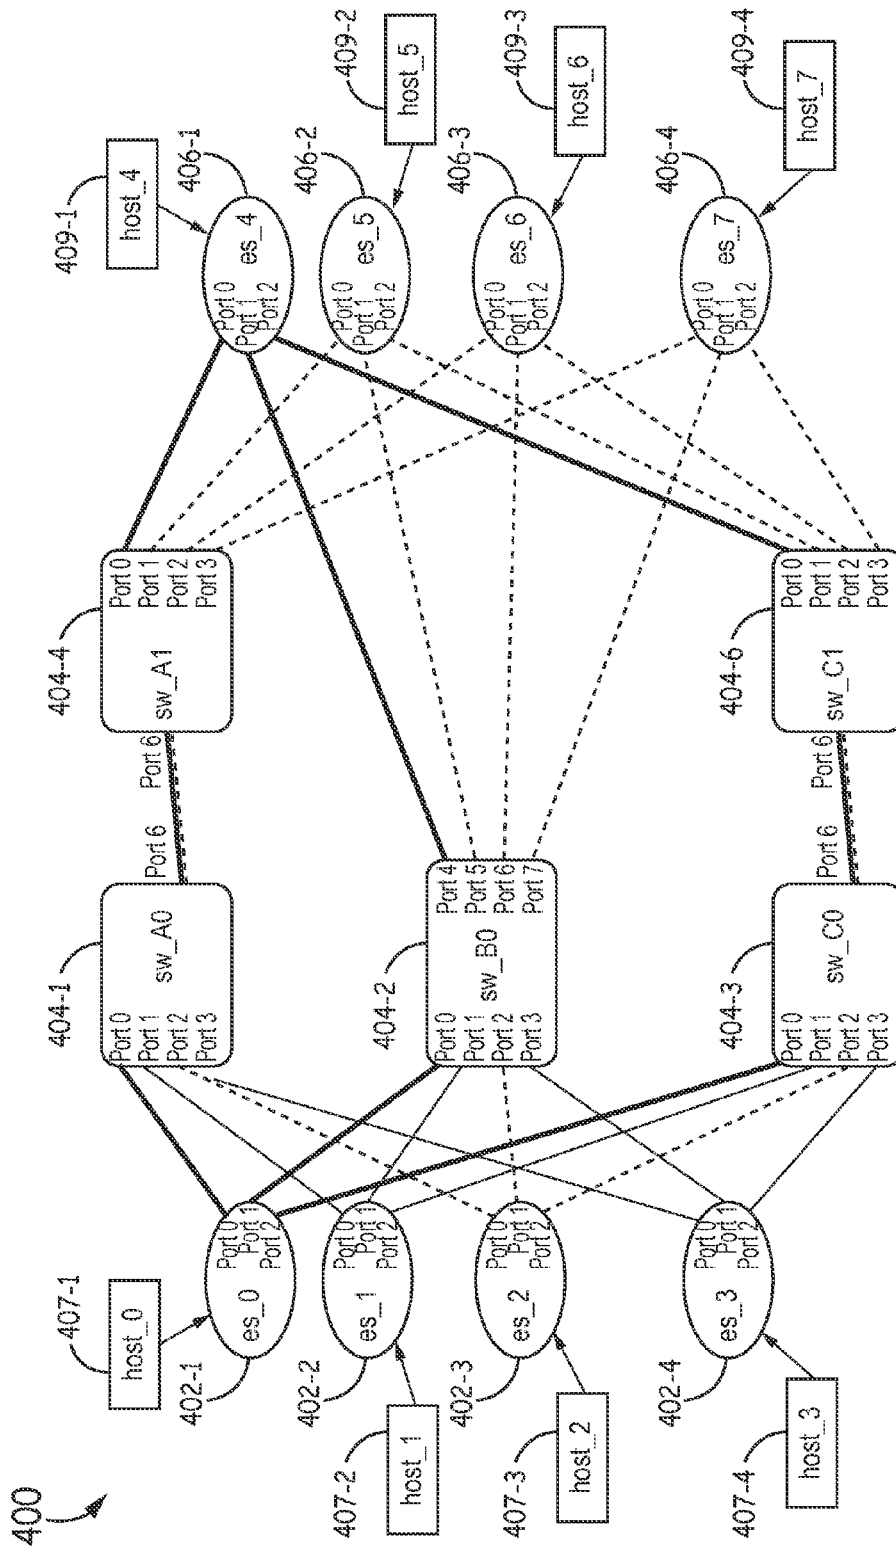 400
407-1
host_0
402-1
es_0
Port 0
Port 1
Port 2
402-2
es_1
Port 0
Port 1
Port 2
407-2
host_1
402-3
es_2
Port 0
Port 1
Port 2
407-3
host_2
402-4
es_3
Port 0
Port 1
Port 2
407-4
host_3
404-1
sw_A0
Port 0
Port 1
Port 2
Port 3
Port 6
404-2
sw_B0
Port 0
Port 1
Port 2
Port 3
Port 4
Port 5
Port 6
Port 7
404-3
sw_C0
Port 0
Port 1
Port 2
Port 3
Port 6
404-4
sw_A1
Port 6
Port 0
Port 1
Port 2
Port 3
404-6
sw_C1
Port 6
Port 0
Port 1
Port 2
Port 3
409-1
host_4
406-1
es_4
Port 0
Port 1
Port 2
406-2
es_5
Port 0
Port 1
Port 2
409-2
host_5
406-3
es_6
Port 0
Port 1
Port 2
409-3
host_6
406-4
es_7
Port 0
Port 1
Port 2
409-4
host_7